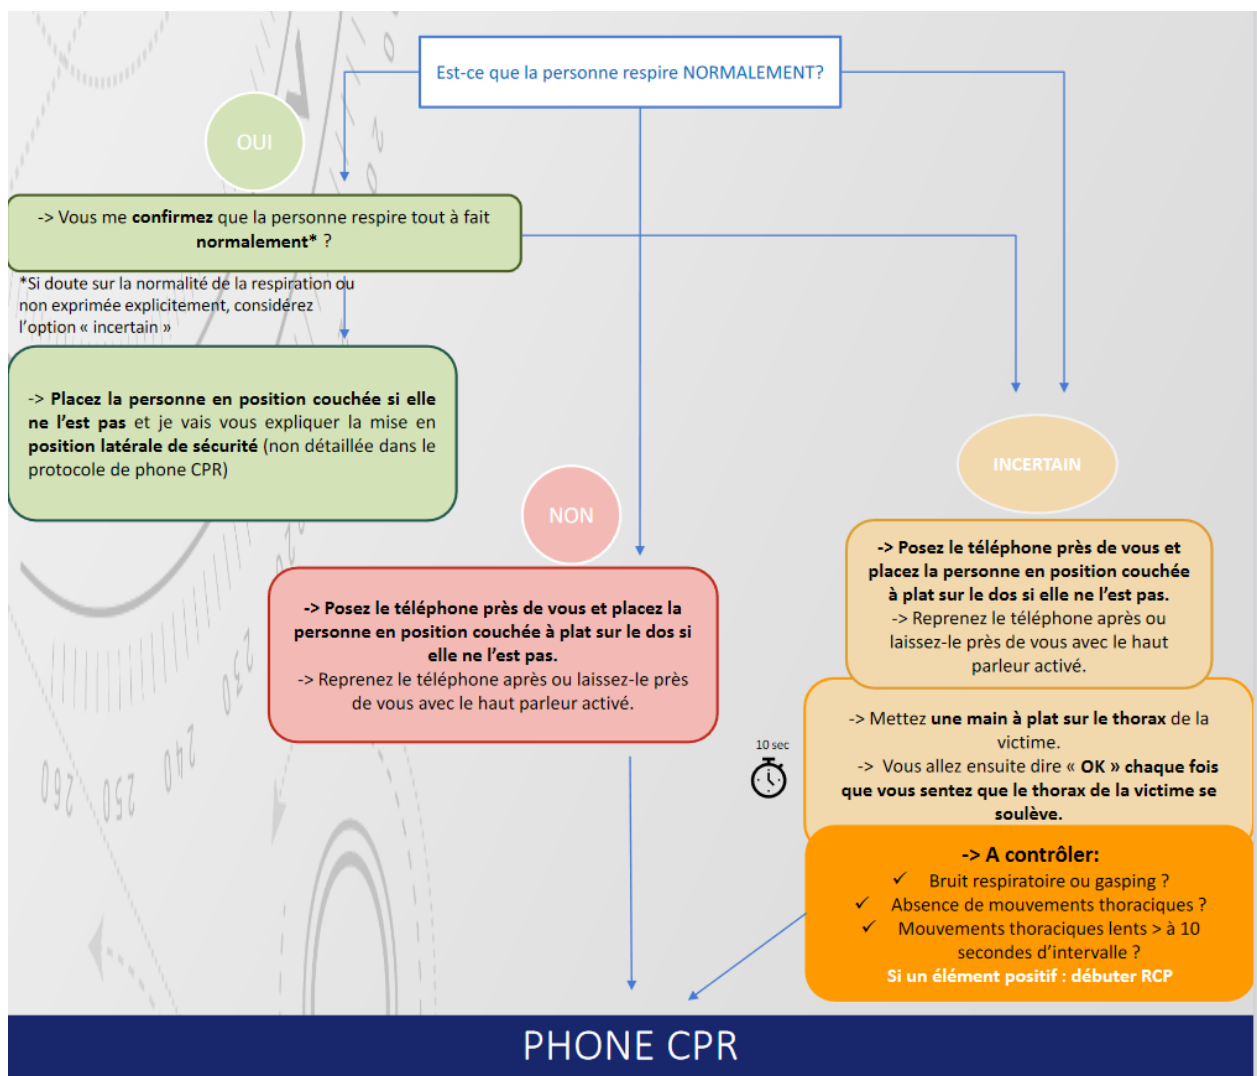 Est-ce que la personne respire NORMALEMENT?
OUI
-> Vous me confirmez que la personne respire tout à fait
normalement* ?
*Si doute sur la normalité de la respiration ou
non exprimée explicitement, considérez
l'option « incertain »
-> Placez la personne en position couchée si elle
ne l'est pas et je vais vous expliquer la mise en
position latérale de sécurité (non détaillée dans le
protocole de phone CPR)
NON
-> Posez le téléphone près de vous et placez la
personne en position couchée à plat sur le dos si
elle ne l'est pas.
-> Reprenez le téléphone après ou laissez-le près
de vous avec le haut parleur activé.
INCERTAIN
-> Posez le téléphone près de vous et
placez la personne en position couchée
à plat sur le dos si elle ne l'est pas.
-> Reprenez le téléphone après ou
laissez-le près de vous avec le haut
parleur activé.
10 sec
-> Mettez une main à plat sur le thorax de la
victime.
-> Vous allez ensuite dire « OK » chaque fois
que vous sentez que le thorax de la victime se
soulève.
-> A contrôler:
✓ Bruit respiratoire ou gasping ?
✓ Absence de mouvements thoraciques ?
✓ Mouvements thoraciques lents > à 10
secondes d'intervalle ?
Si un élément positif : débuter RCP
260
250
240
230
PHONE CPR